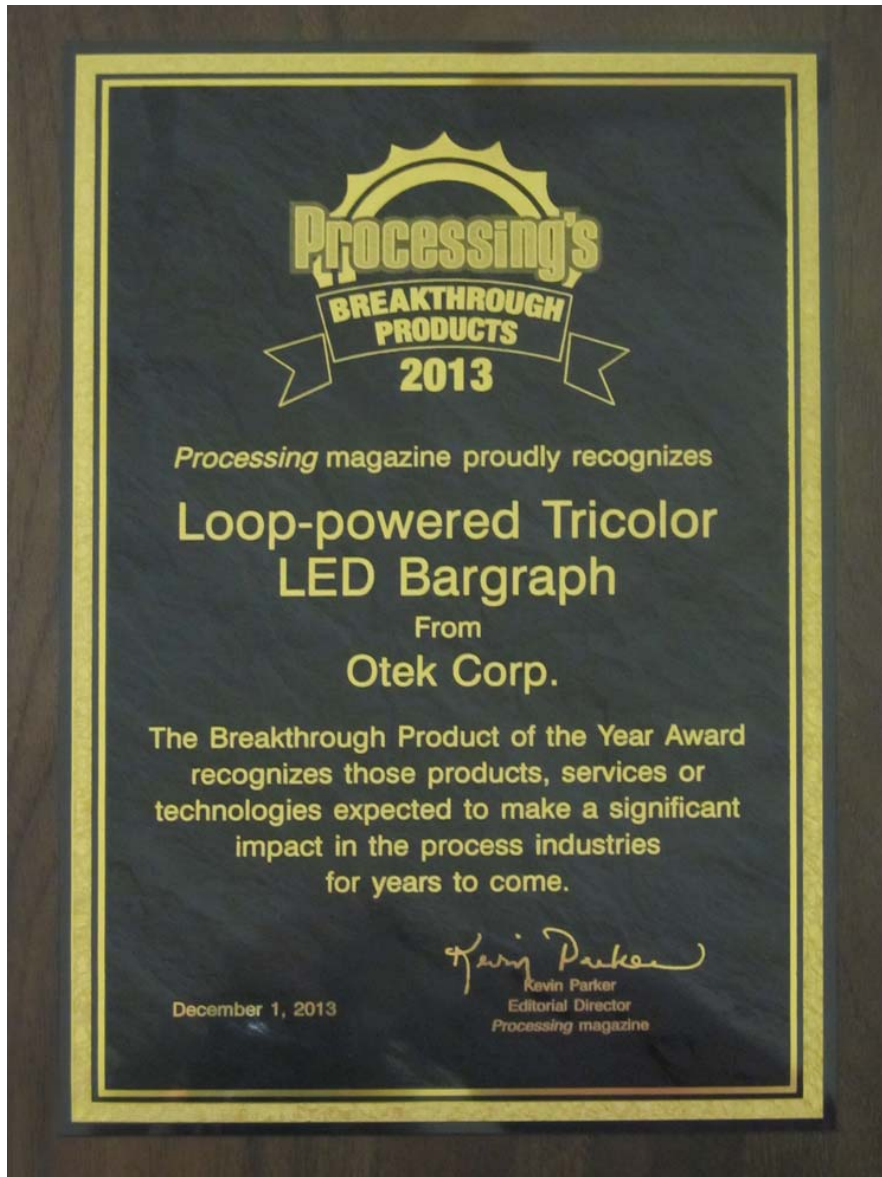 Processing's
BREAKTHROUGH
PRODUCTS
2013
Processing magazine proudly recognizes
Loop-powered Tricolor
LED Bargraph
From
Otek Corp.
The Breakthrough Product of the Year Award
recognizes those products, services or
technologies expected to make a significant
impact in the process industries
for years to come.
Kevin Parker
Kevin Parker
Editorial Director
Processing magazine
December 1, 2013